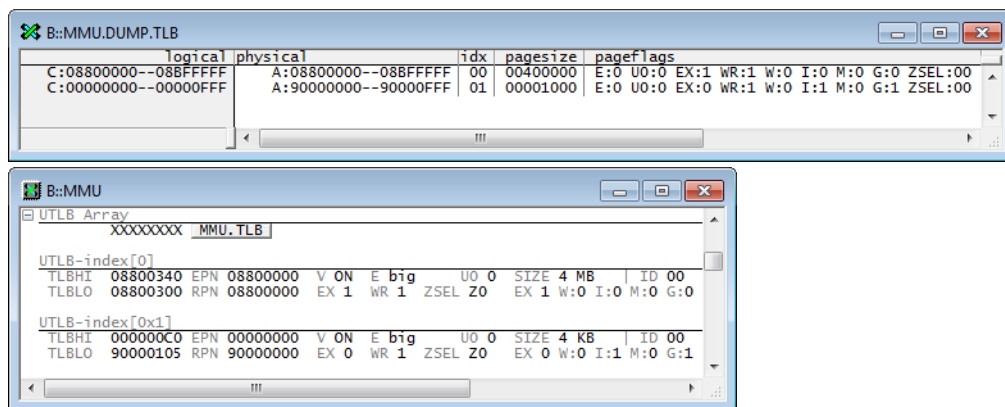 B::MMU.DUMP.TLB
logical physical idx pagesize pageflags
C:08800000--08BFFFFF A:08800000--08BFFFFF 00 00400000 E:0 U0:0 EX:1 WR:1 W:0 I:0 M:0 G:0 ZSEL:00
C:00000000--00000FFF A:90000000--90000FFF 01 00001000 E:0 U0:0 EX:0 WR:1 W:0 I:1 M:0 G:1 ZSEL:00
B::MMU
UTLB Array
XXXXXXXX MMU.TLB
UTLB-index[0]
TLBHI 08800340 EPN 08800000 V ON E big U0 0 SIZE 4 MB | ID 00
TLBLO 08800300 RPN 08800000 EX 1 WR 1 ZSEL Z0 EX 1 W:0 I:0 M:0 G:0
UTLB-index[0x1]
TLBHI 000000C0 EPN 00000000 V ON E big U0 0 SIZE 4 KB | ID 00
TLBLO 90000105 RPN 90000000 EX 0 WR 1 ZSEL Z0 EX 0 W:0 I:1 M:0 G:1